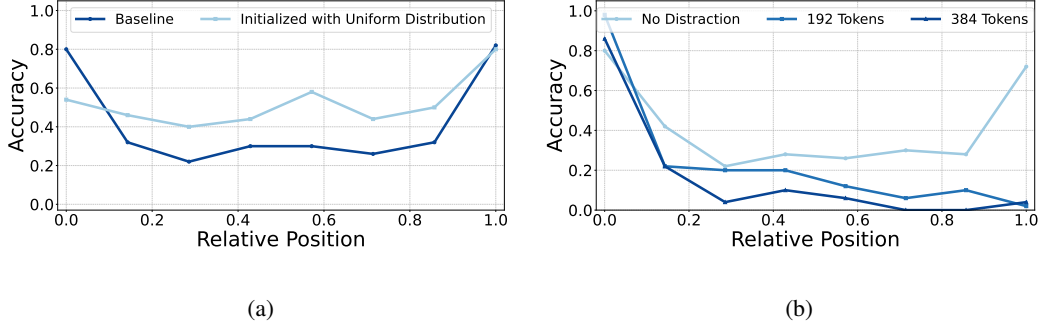 Baseline Initialized with Uniform Distribution
1.0
0.8
0.6
0.4
0.2
0.0
Accuracy
0.0 0.2 0.4 0.6 0.8 1.0
Relative Position
(a)
No Distraction 192 Tokens 384 Tokens
1.0
0.8
0.6
0.4
0.2
0.0
Accuracy
0.0 0.2 0.4 0.6 0.8 1.0
Relative Position
(b)